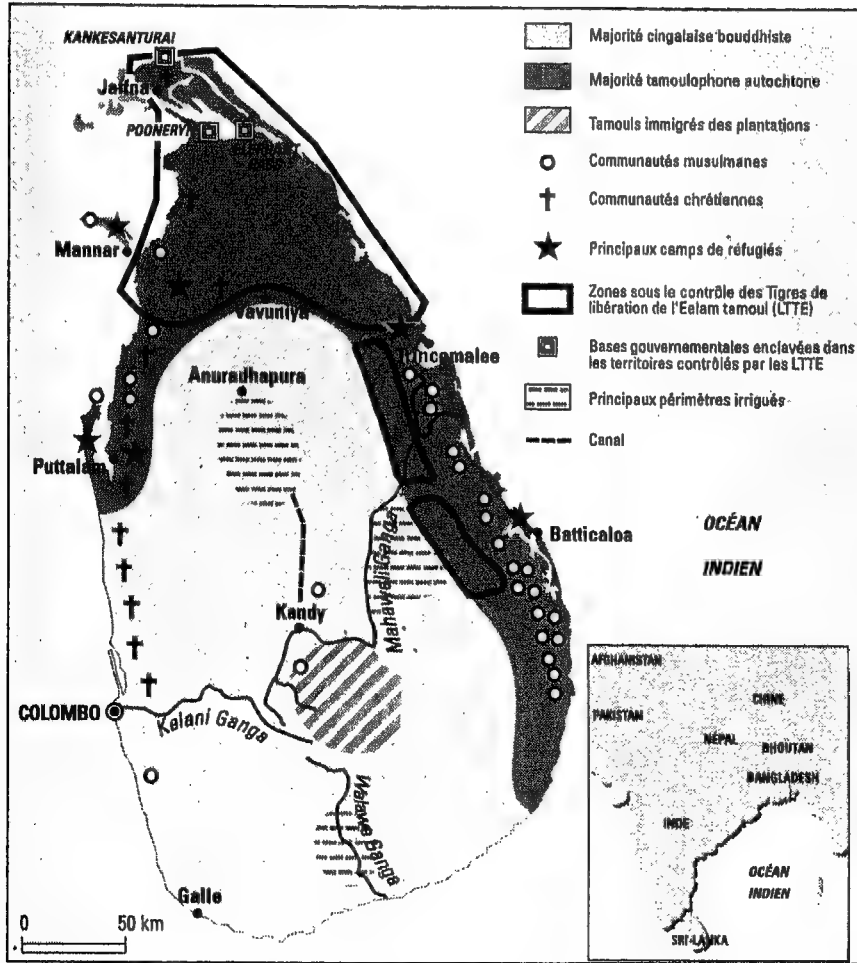 KANKESANTURAI
Jaffna
POONERYN
Mannar
Vavuniya
Trincomalee
Anuradhapura
Puttalam
Batticaloa
Mahaweli Ganga
Kandy
COLOMBO
Kelani Ganga
Walawe Ganga
Galle
0 50 km
Majorité cingalaise bouddhiste
Majorité tamoulophone autochtone
Tamouls immigrés des plantations
Communautés musulmanes
Communautés chrétiennes
Principaux camps de réfugiés
Zones sous le contrôle des Tigres de
libération de l'Eelam tamoul (LTTE)
Bases gouvernementales enclavées dans
les territoires contrôlés par les LTTE
Principaux périmètres irrigués
Canal
OCÉAN
INDIEN
AFGHANISTAN
CHINE
PAKISTAN
NÉPAL
BHOUTAN
BANGLADESH
INDE
OCÉAN
INDIEN
SRI-LANKA